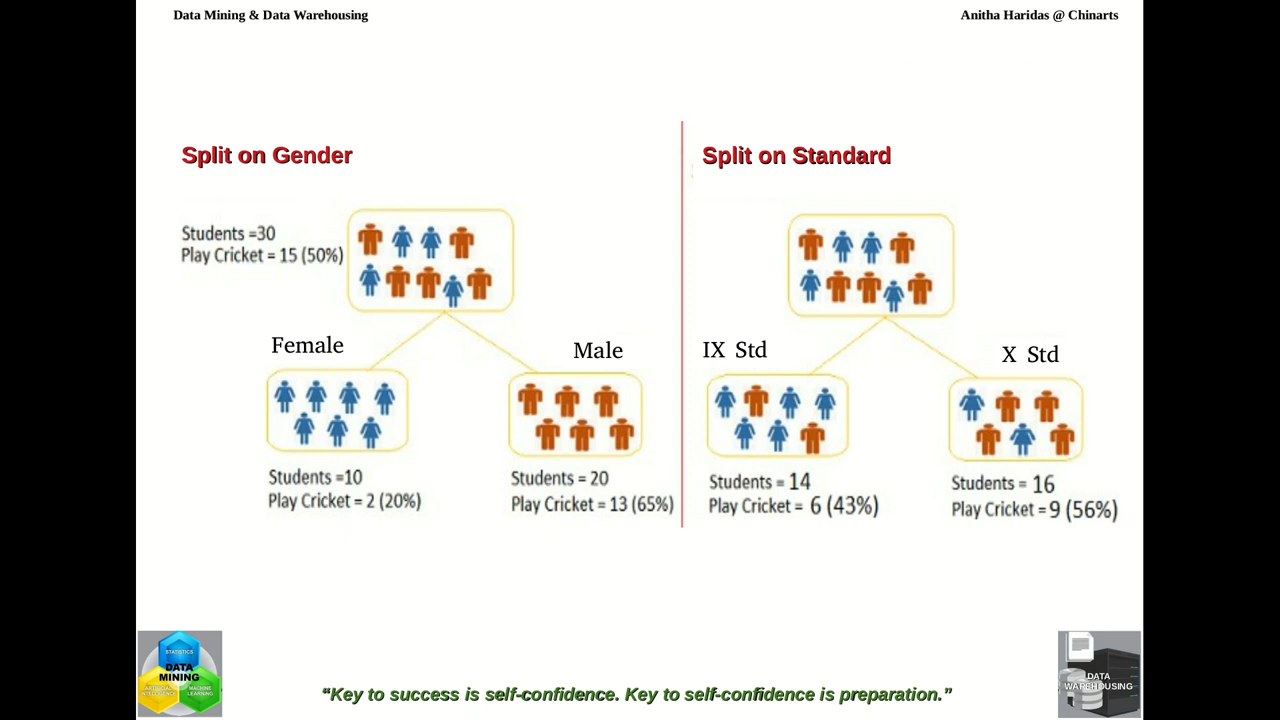 Data Mining & Data Warehousing
Anitha Haridas @ Chinarts
Split on Gender
Students =30
Play Cricket = 15 (50%)
Female
Male
Students =10
Play Cricket = 2 (20%)
Students = 20
Play Cricket = 13 (65%)
Split on Standard
IX Std
X Std
Students = 14
Play Cricket = 6 (43%)
Students = 16
Play Cricket = 9 (56%)
STATISTICS
DATA
MINING
ARTIFICIAL
INTELLIGENCE
MACHINE
LEARNING
“Key to success is self-confidence. Key to self-confidence is preparation.”
DATA
WAREHOUSING